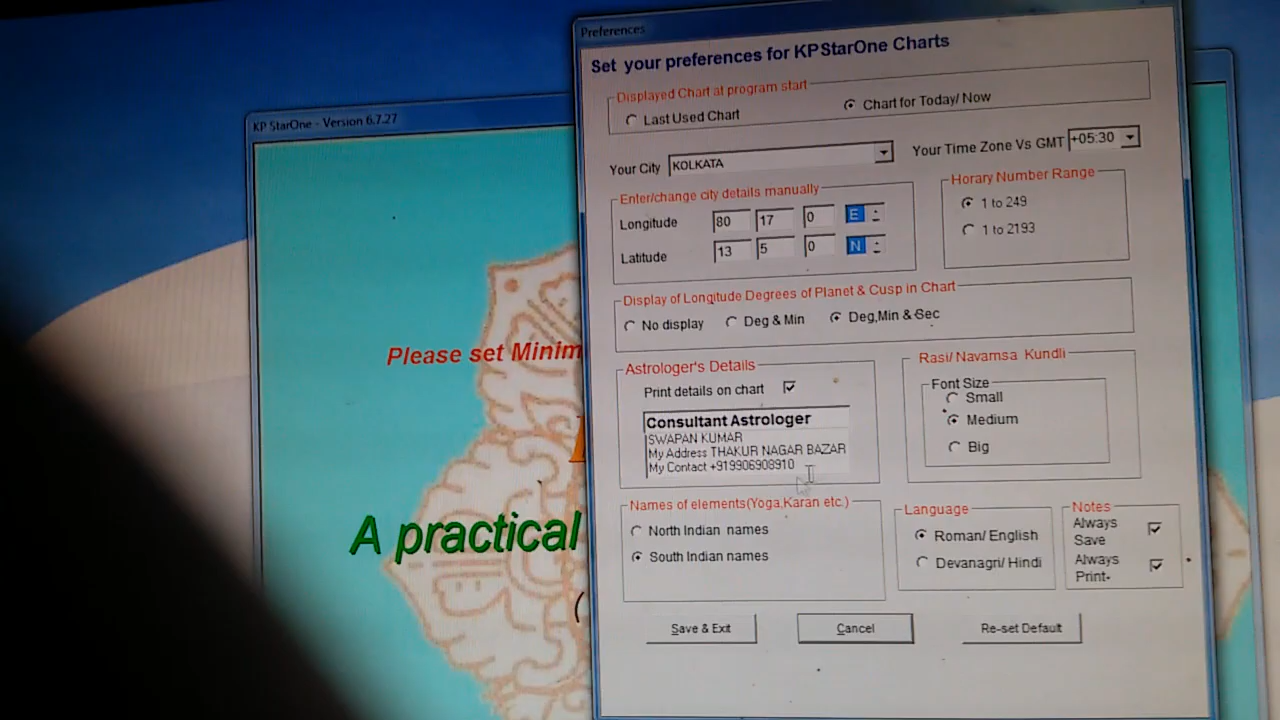 Preferences
Set your preferences for KPStarOne Charts
Displayed Chart at program start
Last Used Chart
Chart for Today/ Now
KP StarOne - Version 6.7.27
Your City KOLKATA
Your Time Zone Vs GMT +05:30
Enter/change city details manually
Longitude 80 17 0 E
Latitude 13 5 0 N
Horary Number Range
1 to 249
1 to 2193
Display of Longitude Degrees of Planet & Cusp in Chart
No display Deg & Min Deg,Min & Sec
Please set Minim
Astrologer's Details
Print details on chart
Consultant Astrologer
SWAPAN KUMAR
My Address THAKUR NAGAR BAZAR
My Contact +919906908910
Rasi/ Navamsa Kundli
Font Size
Small
Medium
Big
A practical
Names of elements(Yoga,Karan etc.)
North Indian names
South Indian names
Language
Roman/ English
Devanagri/ Hindi
Notes
Always
Save
Always
Print
Save & Exit
Cancel
Re-set Default